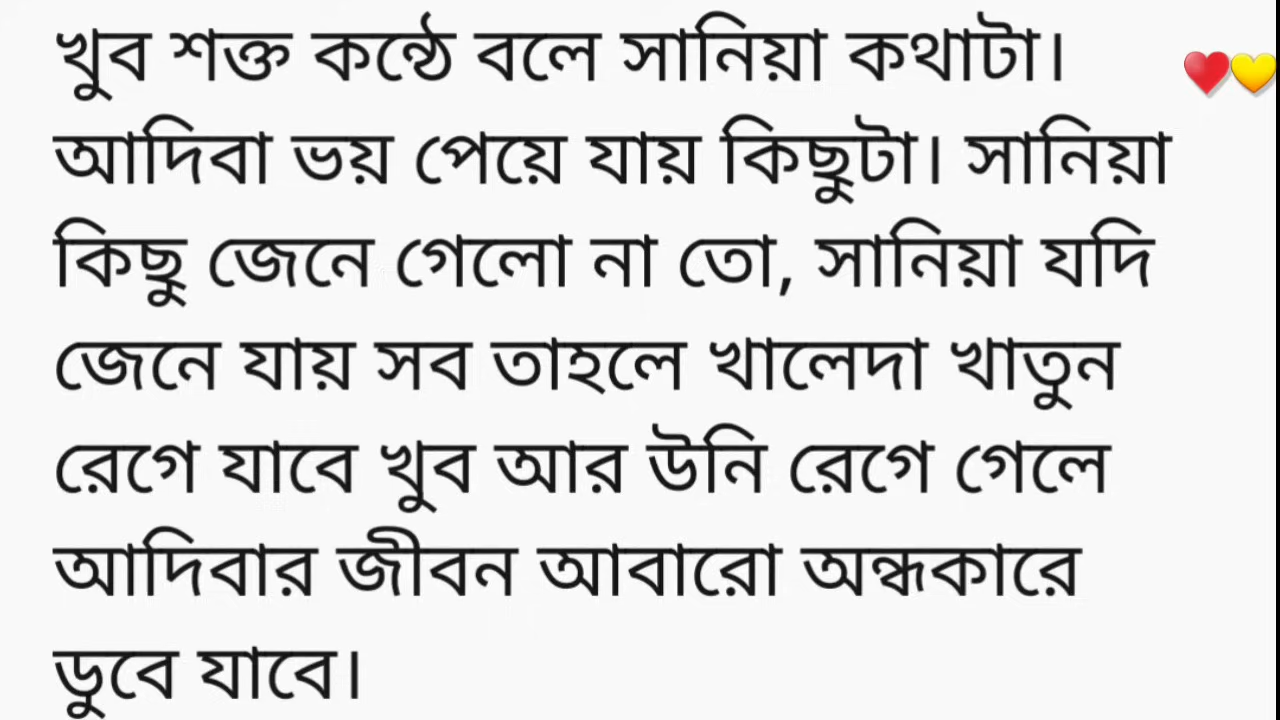 খুব শক্ত কন্ঠে বলে সানিয়া কথাটা।
আদিবা ভয় পেয়ে যায় কিছুটা। সানিয়া
কিছু জেনে গেলো না তো, সানিয়া যদি
জেনে যায় সব তাহলে খালেদা খাতুন
রেগে যাবে খুব আর উনি রেগে গেলে
আদিবার জীবন আবারো অন্ধকারে
ডুবে যাবে।